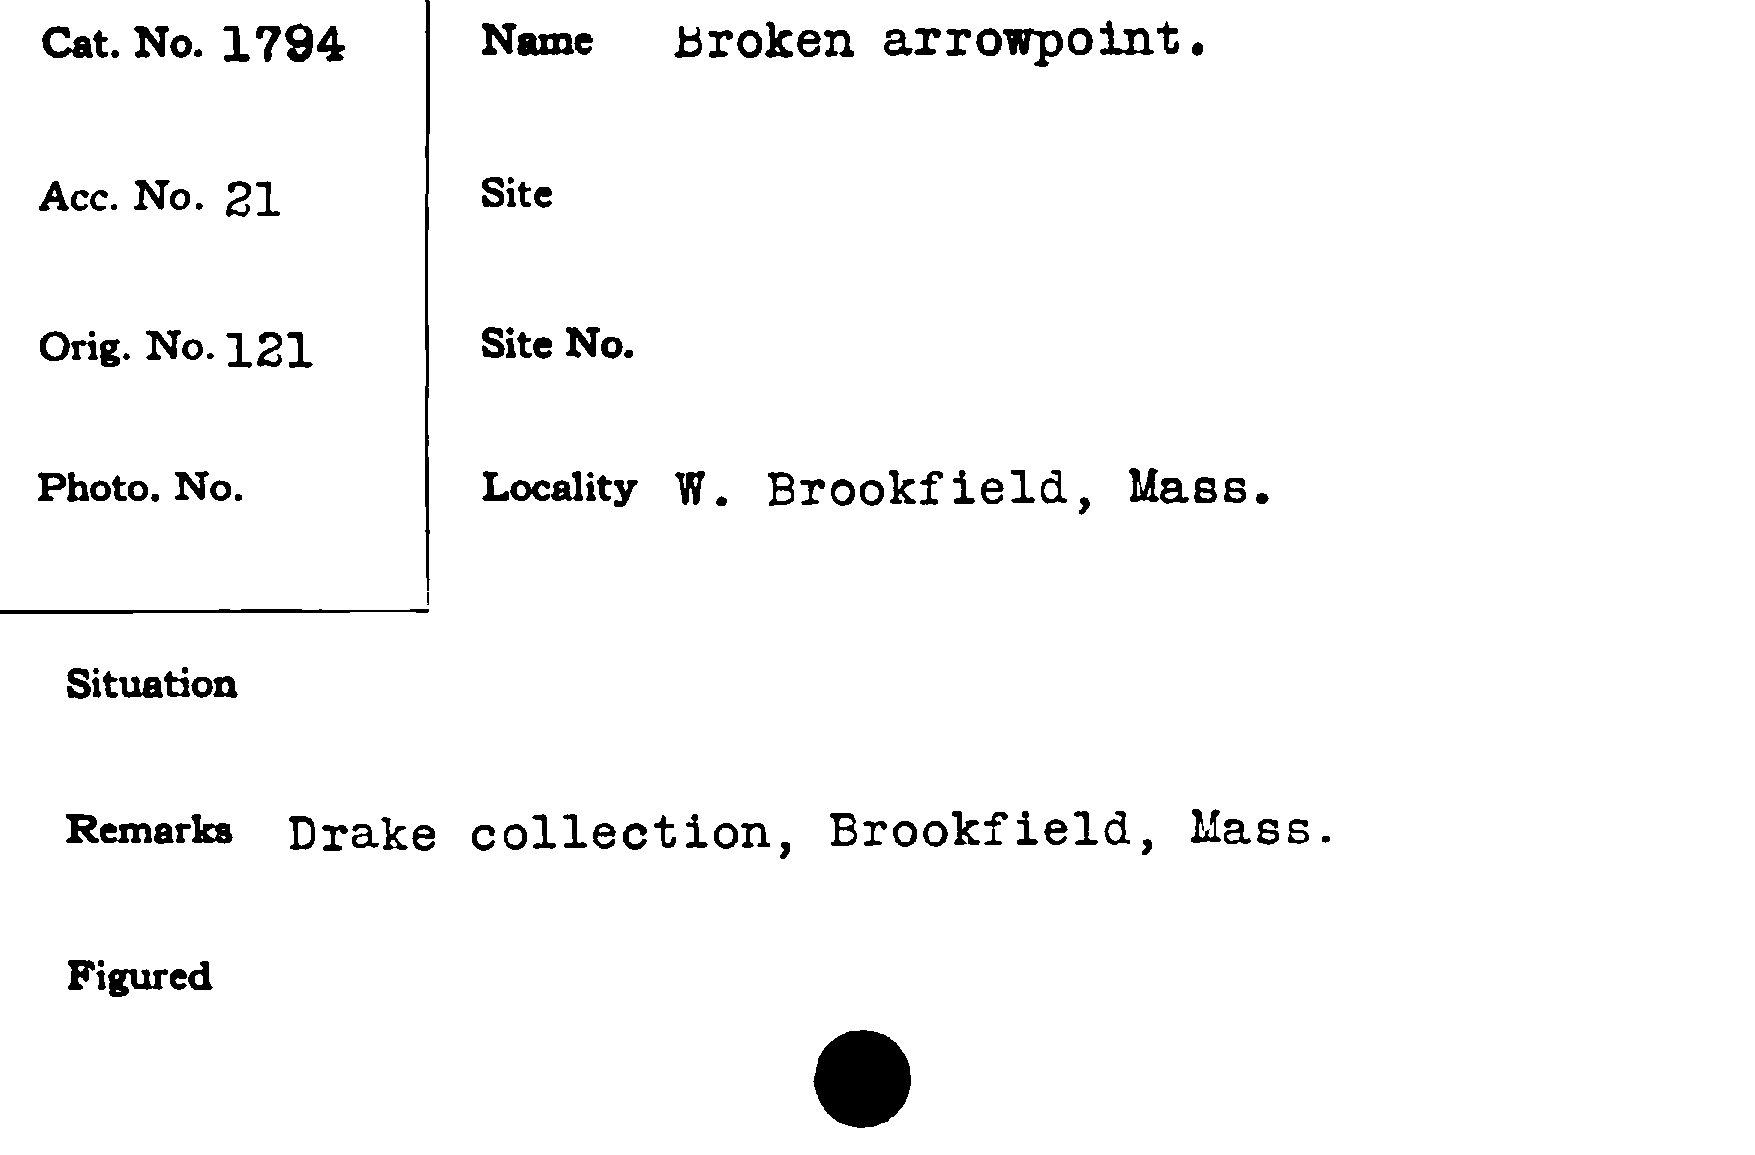 Cat. No. 1794
Acc. No. 21
Orig. No. 121
Photo. No.
Name Broken arrowpoint.
Site
Site No.
Locality W. Brookfield, Mass.
Situation
Remarks Drake collection, Brookfield, Mass.
Figured